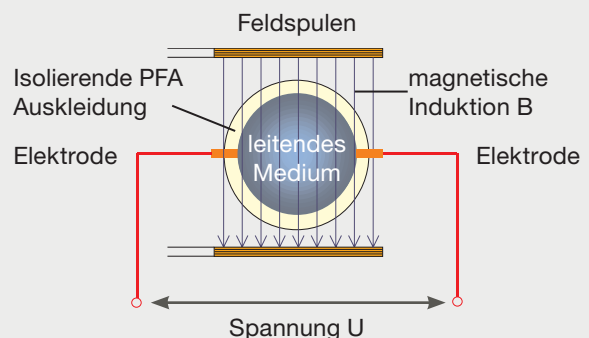 Feldspulen
Isolierende PFA
Auskleidung
magnetische
Induktion B
Elektrode
leitendes
Medium
Elektrode
Spannung U